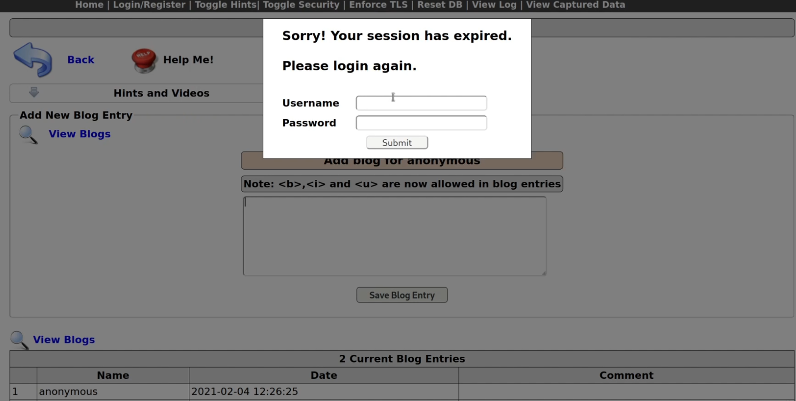 Home | Login/Register | Toggle Hints| Toggle Security | Enforce TLS | Reset DB | View Log | View Captured Data
Sorry! Your session has expired.
Please login again.
Back
HELP
Help Me!
Hints and Videos
Username
Password
Submit
Add New Blog Entry
View Blogs
Add blog for anonymous
Note: <b>,<i> and <u> are now allowed in blog entries
Save Blog Entry
View Blogs
2 Current Blog Entries
Name Date Comment
1 anonymous 2021-02-04 12:26:25